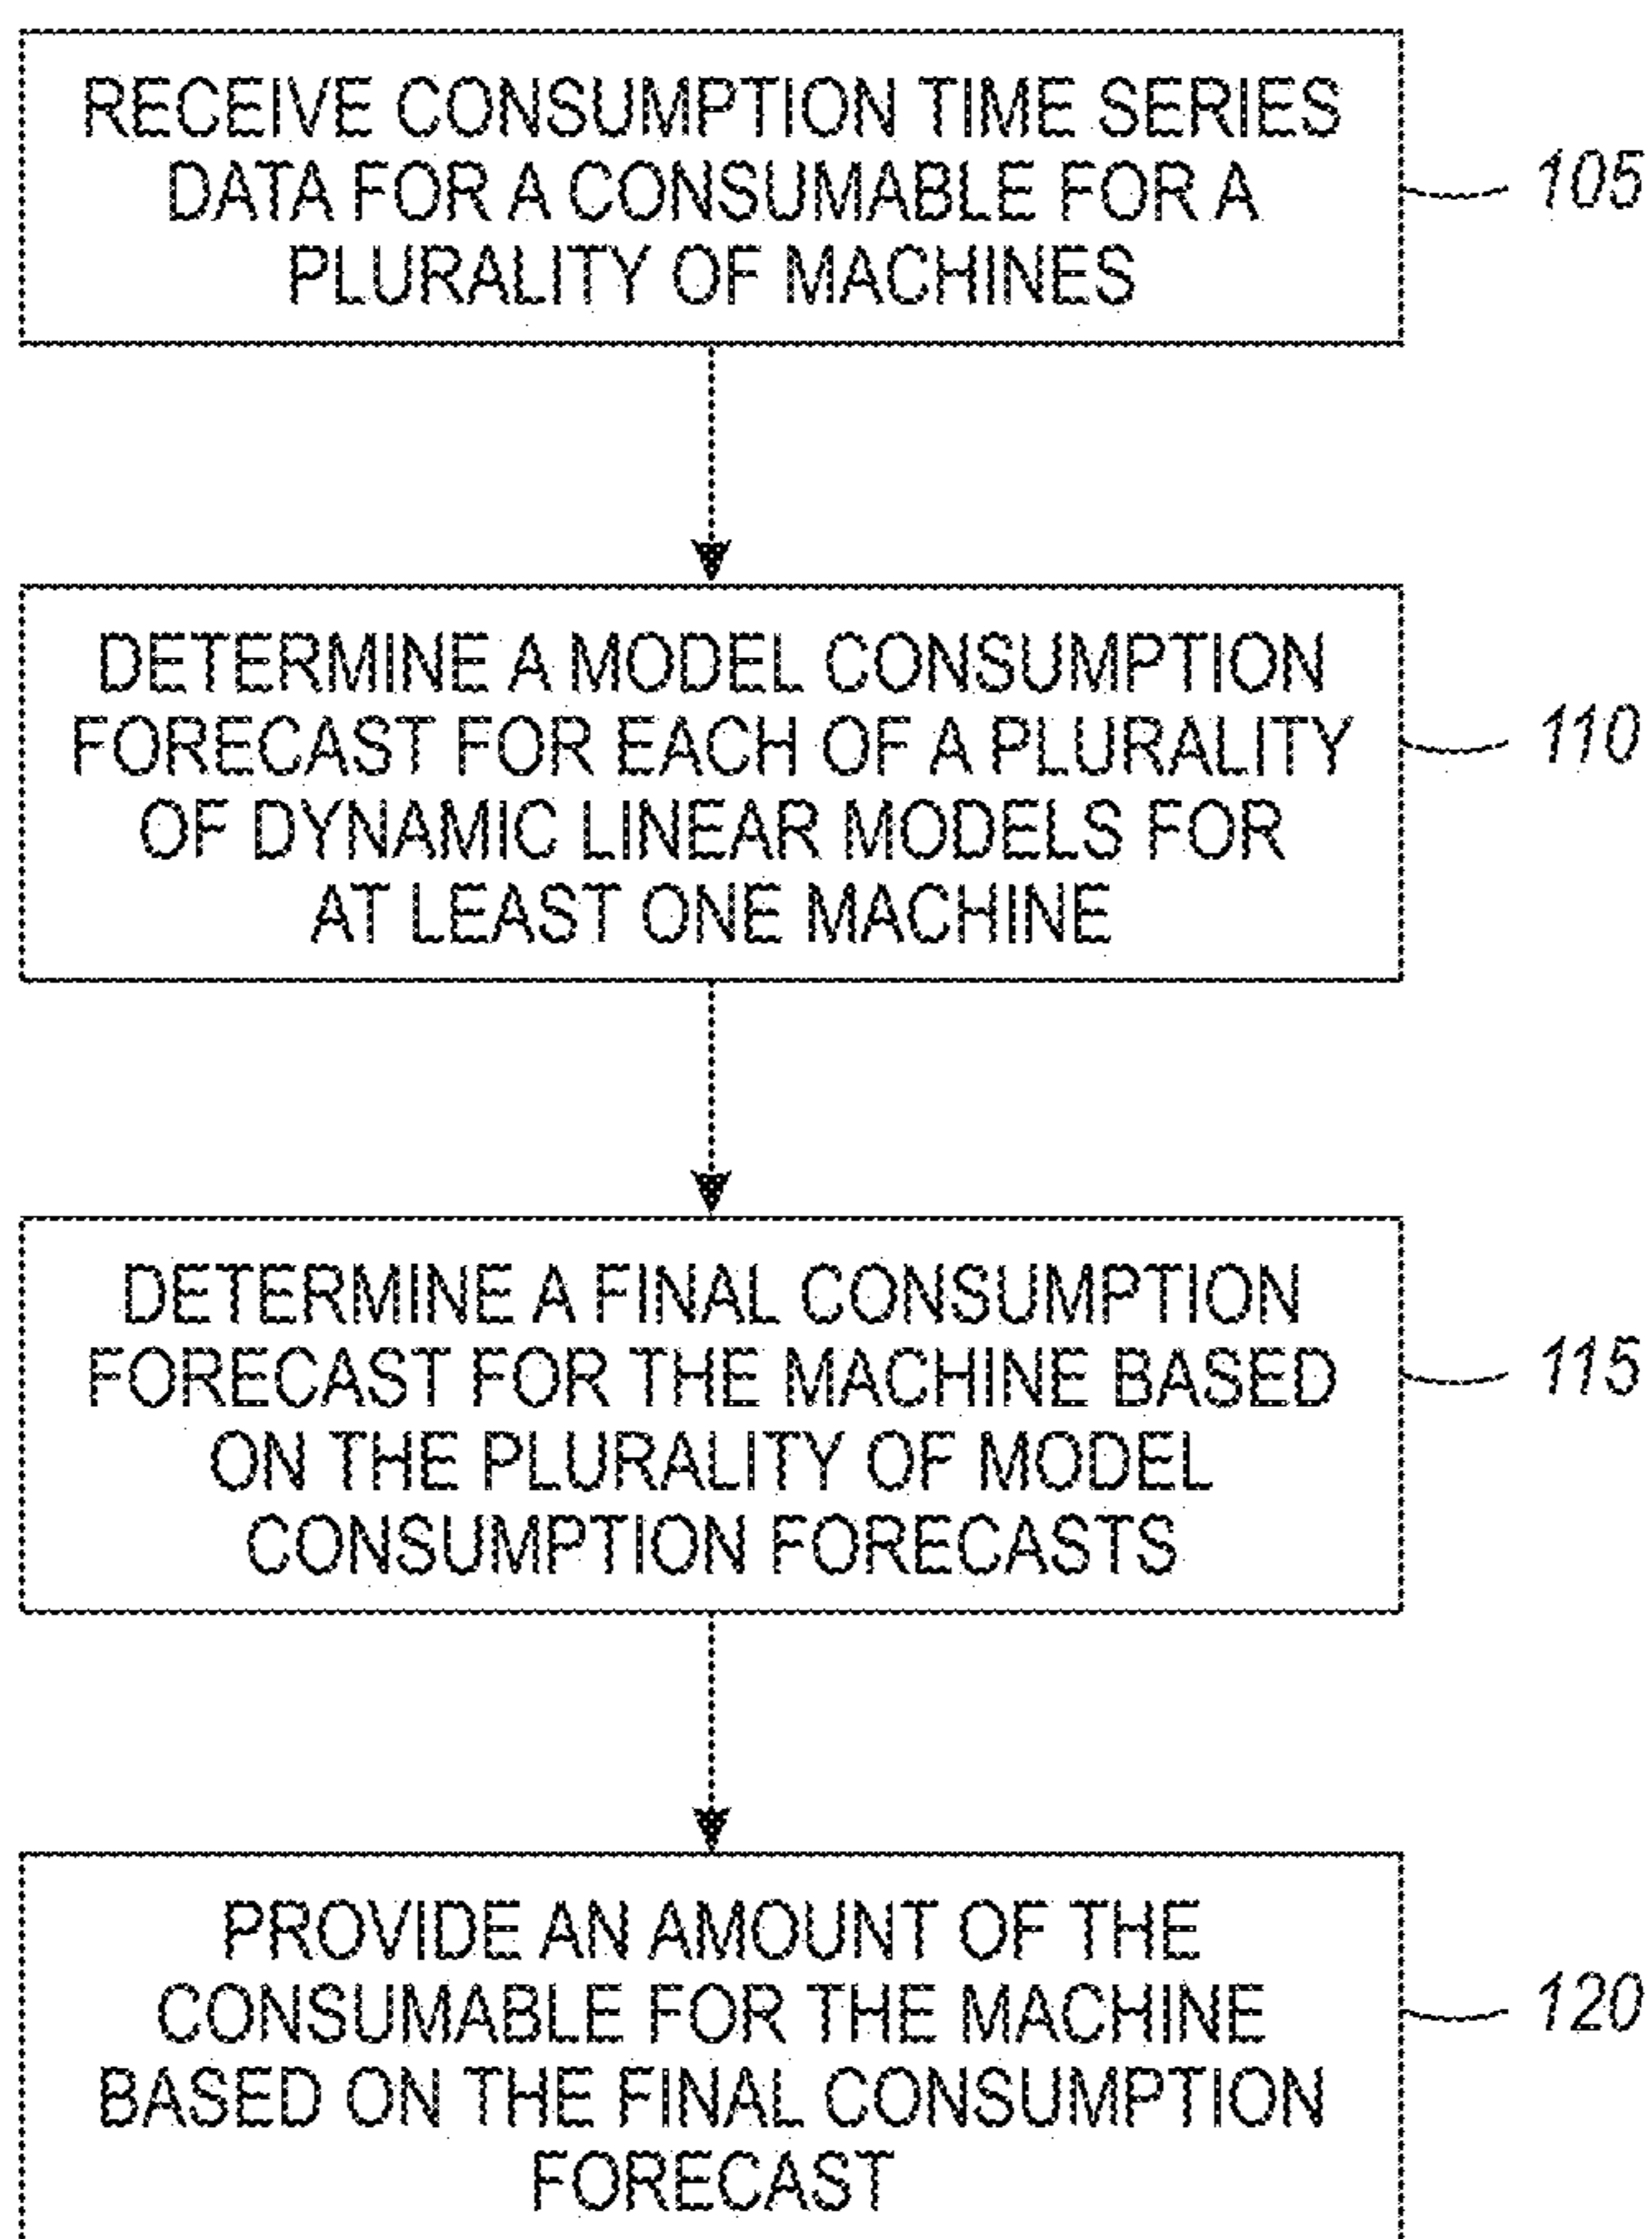 RECEIVE CONSUMPTION TIME SERIES
DATA FOR A CONSUMABLE FOR A
PLURALITY OF MACHINES
105
DETERMINE A MODEL CONSUMPTION
FORECAST FOR EACH OF A PLURALITY
OF DYNAMIC LINEAR MODELS FOR
AT LEAST ONE MACHINE
110
DETERMINE A FINAL CONSUMPTION
FORECAST FOR THE MACHINE BASED
ON THE PLURALITY OF MODEL
CONSUMPTION FORECASTS
115
PROVIDE AN AMOUNT OF THE
CONSUMABLE FOR THE MACHINE
BASED ON THE FINAL CONSUMPTION
FORECAST
120